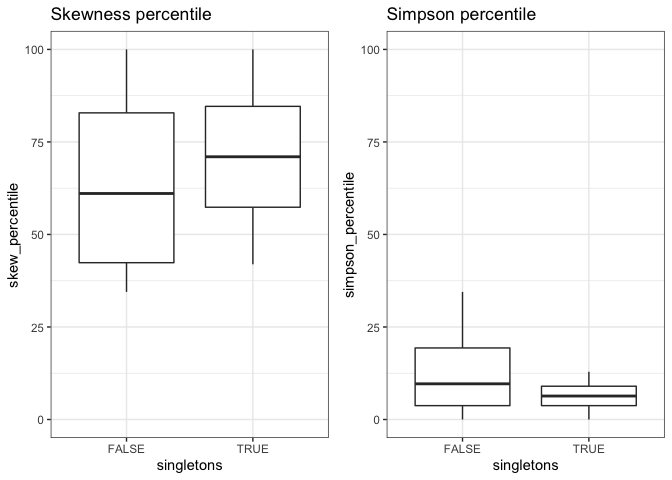 Skewness percentile
skew_percentile
100
75
50
25
0
FALSE
TRUE
singletons
Simpson percentile
simpson_percentile
100
75
50
25
0
FALSE
TRUE
singletons